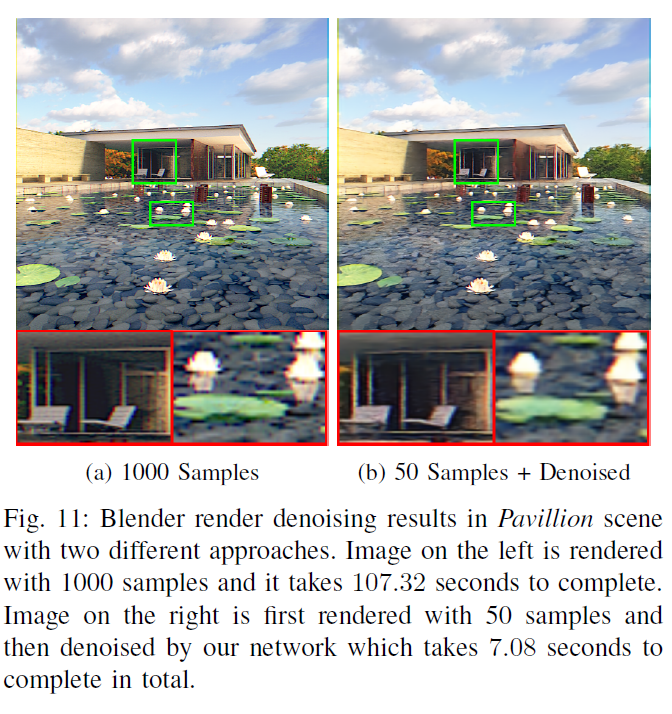 (a) 1000 Samples
(b) 50 Samples + Denoised
Fig. 11: Blender render denoising results in Pavillion scene
with two different approaches. Image on the left is rendered
with 1000 samples and it takes 107.32 seconds to complete.
Image on the right is first rendered with 50 samples and
then denoised by our network which takes 7.08 seconds to
complete in total.